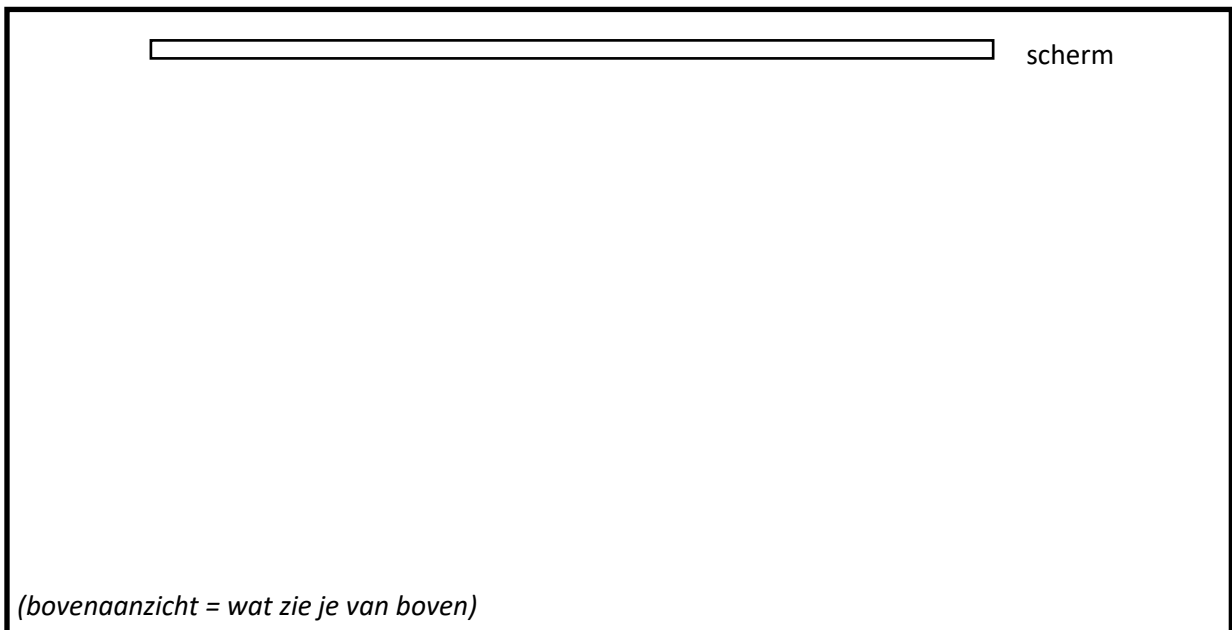 scherm
(bovenaanzicht = wat zie je van boven)